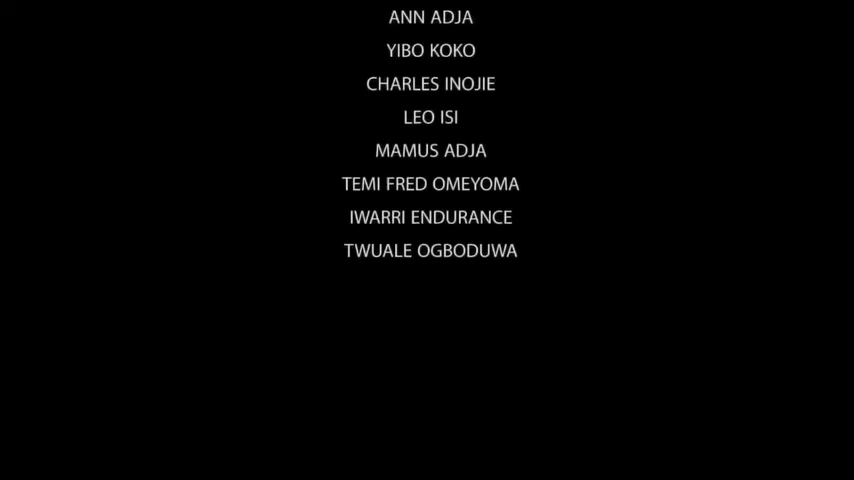 ANN ADJA
YIBO KOKO
CHARLES INOJIE
LEO ISI
MAMUS ADJA
TEMI FRED OMEYOMA
IWARRI ENDURANCE
TWUALE OGBODUWA